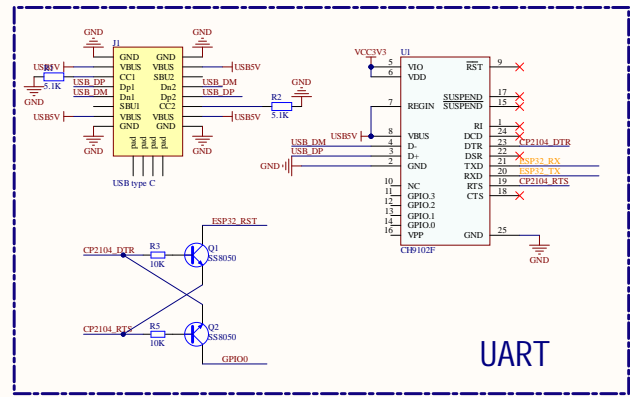 GND
GND
J1
GND GND
USB5V VBUS VBUS USB5V
R1 CC1 SBU2
USB_DP Dp1 Dn2 USB_DM
5.1K
USB_DM Dn1 Dp2 USB_DP
GND
SBU1 CC2
R2
5.1K
GND
USB5V VBUS VBUS USB5V
GND GND
GND
GND
pad pad pad pad
USB type C
VCC3V3
U1
5 VIO RST 9
6 VDD
SUSPEND 17
7 REGIN SUSPEND 15
RI 1
USB5V 8 VBUS DCD 24
USB_DM 4 D- DTR 23 CP2104_DTR
USB_DP 3 D+ DSR 22
GND 2 GND TXD 21 ESP32_RX
RXD 20 ESP32_TX
10 NC RTS 19 CP2104_RTS
11 GPIO.3 CTS 18
12 GPIO.2
13 GPIO.1
14 GPIO.0
16 VPP GND 25
CH9102F
GND
ESP32_RST
CP2104_DTR R3 Q1
10K SS8050
CP2104_RTS R5 Q2
10K SS8050
GPIO0
UART